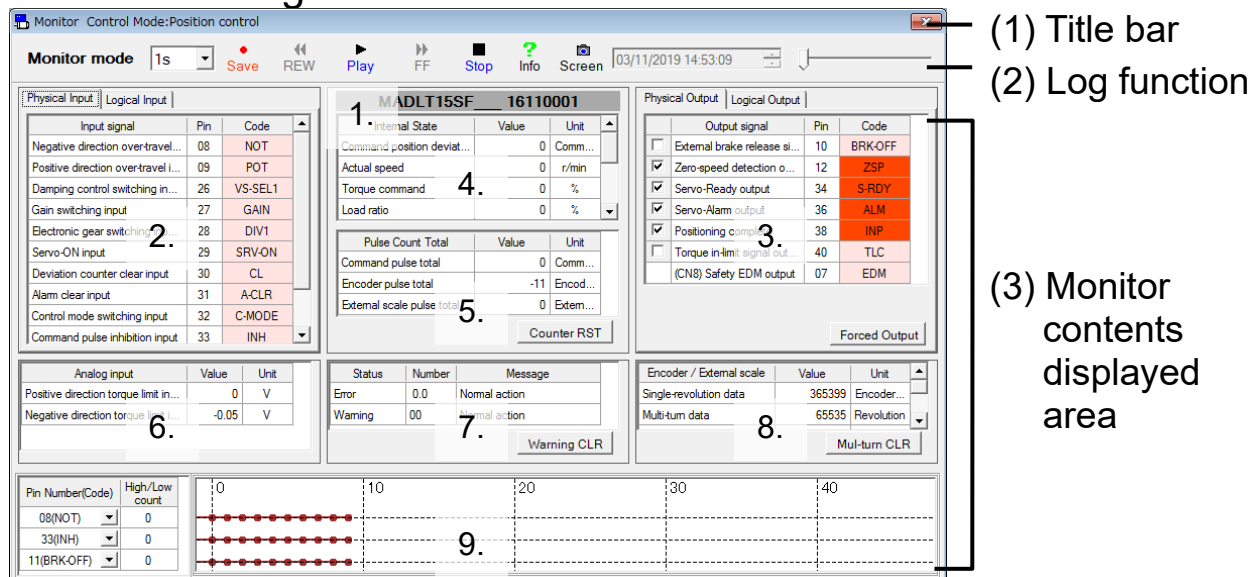 Monitor Control Mode:Position control
(1) Title bar
Monitor mode 1s Save REW Play FF Stop Info Screen 03/11/2019 14:53:09
(2) Log function
Physical Input Logical Input
Input signal Pin Code
Negative direction over-travel... 08 NOT
Positive direction over-travel i... 09 POT
Damping control switching in... 26 VS-SEL1
Gain switching input 27 GAIN
Electronic gear switching 28 DIV1
2.
Servo-ON input 29 SRV-ON
Deviation counter clear input 30 CL
Alarm clear input 31 A-CLR
Control mode switching input 32 C-MODE
Command pulse inhibition input 33 INH
MADLT15SF___ 16110001
1.
Internal State Value Unit
Command position deviat... 0 Comm...
Actual speed 0 r/min
4.
Torque command 0 %
Load ratio 0 %
Pulse Count Total Value Unit
Command pulse total 0 Comm...
Encoder pulse total -11 Encod...
External scale pulse total 0 Extern...
5.
Counter RST
Physical Output Logical Output
Output signal Pin Code
External brake release si... 10 BRK-OFF
Zero-speed detection o... 12 ZSP
Servo-Ready output 34 S-RDY
Servo-Alarm output 36 ALM
Positioning comple 38 INP
3.
Torque in-limit signal out... 40 TLC
(CN8) Safety EDM output 07 EDM
Forced Output
(3) Monitor
contents
displayed
area
Analog input Value Unit
Positive direction torque limit in... 0 V
Negative direction torque limit i... -0.05 V
6.
Status Number Message
Error 0.0 Normal action
Warning 00 Normal action
7.
Warning CLR
Encoder / External scale Value Unit
Single-revolution data 365399 Encoder...
Multi-turn data 65535 Revolution
8.
Mul-turn CLR
Pin Number(Code) High/Low count
08(NOT) 0
33(INH) 0
11(BRK-OFF) 0
0 10 20 30 40
9.